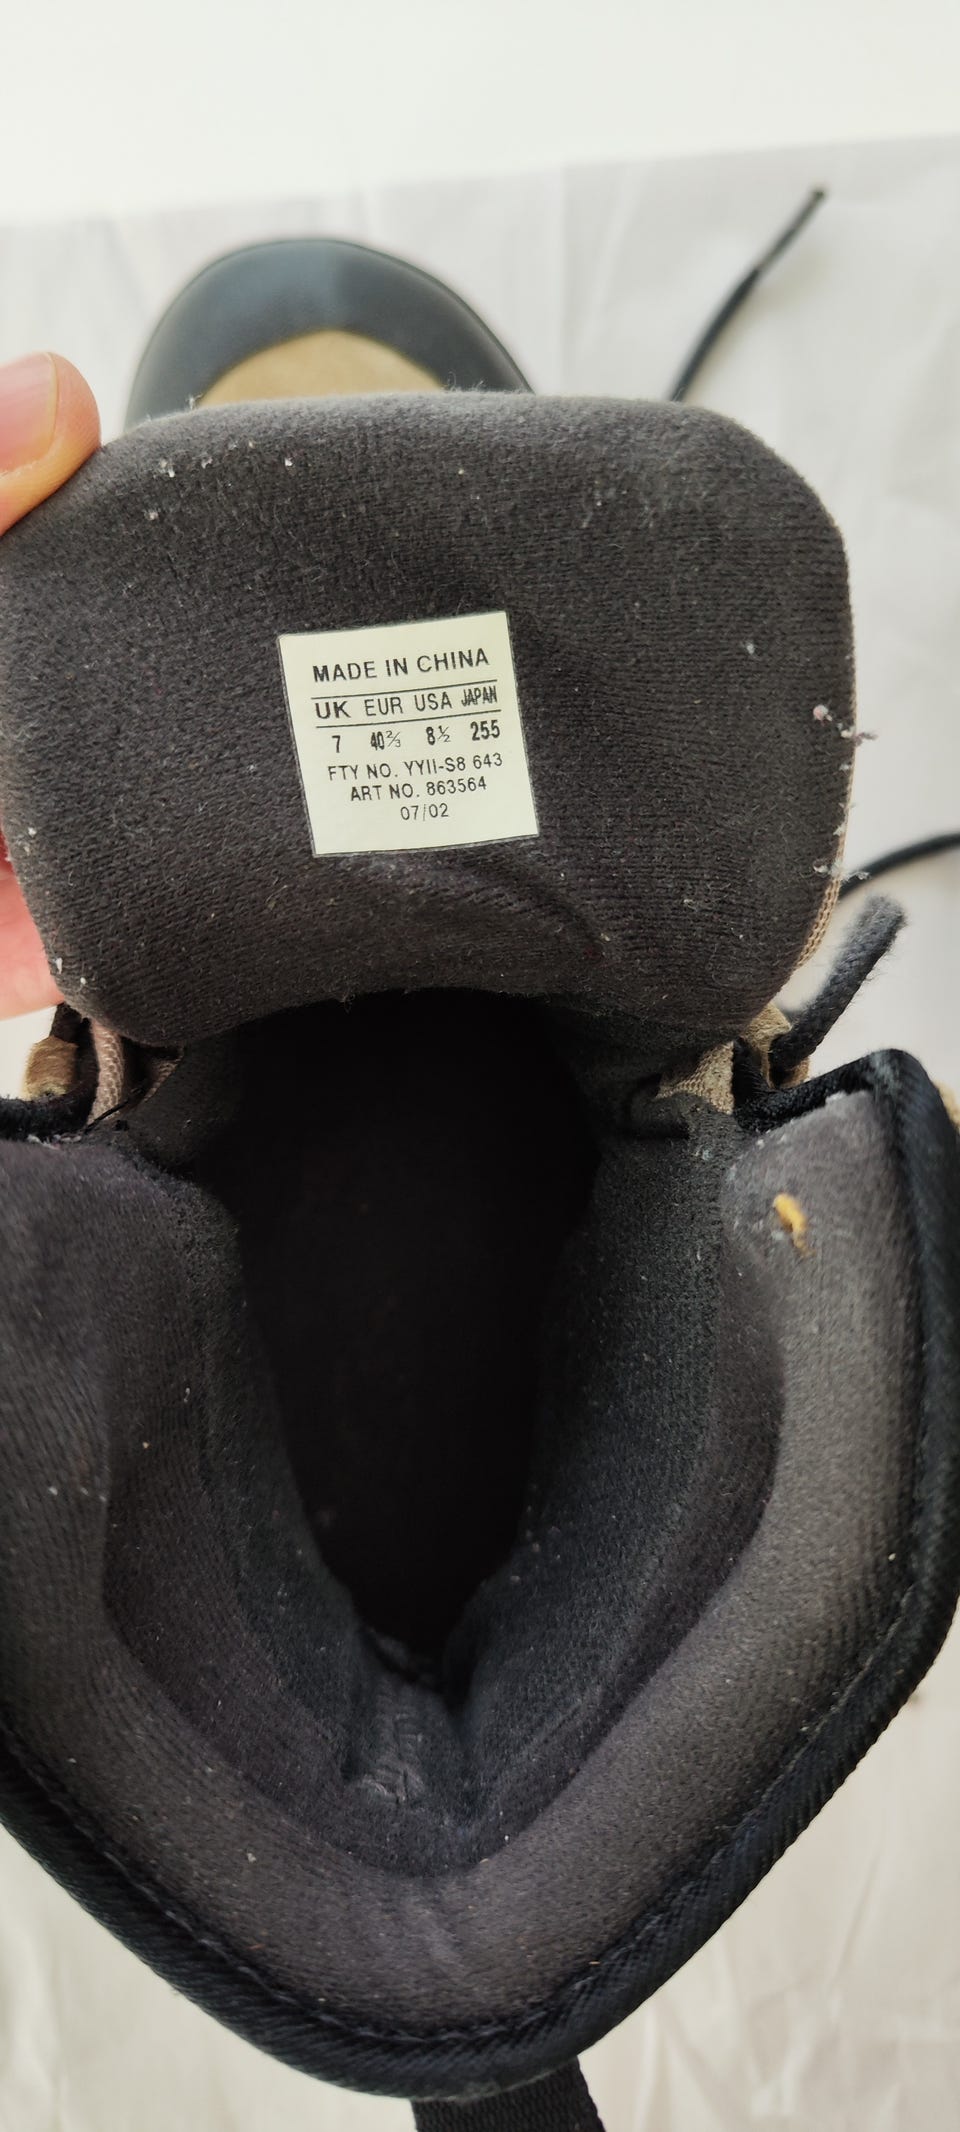 MADE IN CHINA
UK EUR USA JAPAN
7 40⅔ 8½ 255
FTY NO. YYII-S8 643
ART NO. 863564
07/02